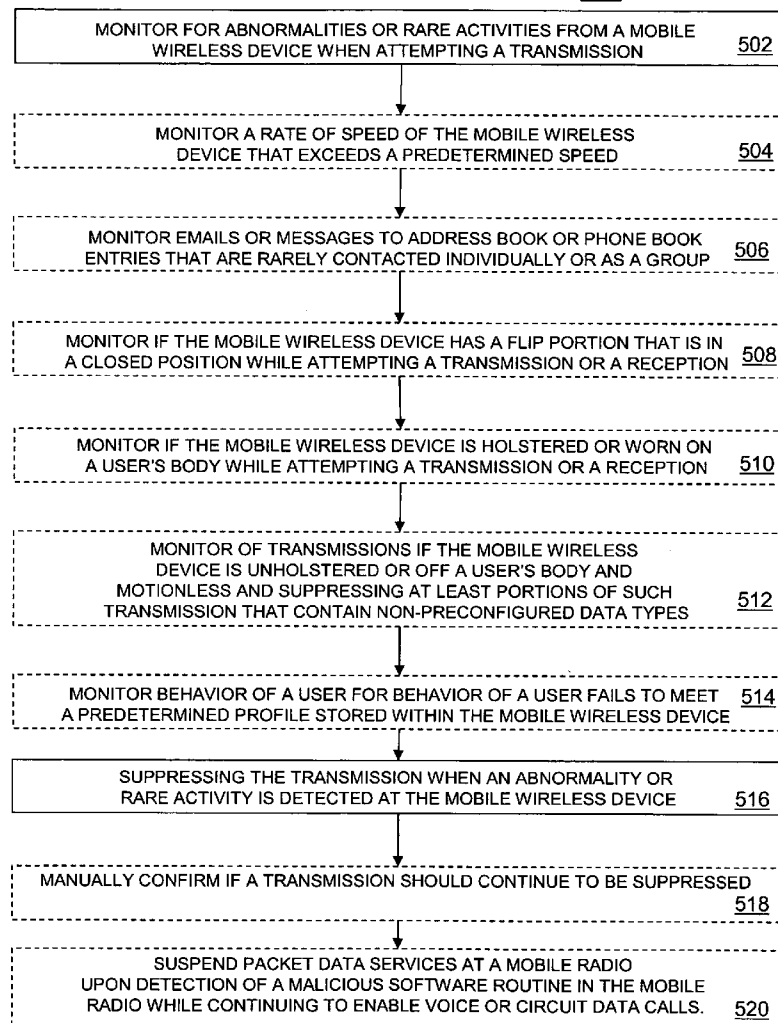 MONITOR FOR ABNORMALITIES OR RARE ACTIVITIES FROM A MOBILE
WIRELESS DEVICE WHEN ATTEMPTING A TRANSMISSION 502
MONITOR A RATE OF SPEED OF THE MOBILE WIRELESS
DEVICE THAT EXCEEDS A PREDETERMINED SPEED 504
MONITOR EMAILS OR MESSAGES TO ADDRESS BOOK OR PHONE BOOK
ENTRIES THAT ARE RARELY CONTACTED INDIVIDUALLY OR AS A GROUP 506
MONITOR IF THE MOBILE WIRELESS DEVICE HAS A FLIP PORTION THAT IS IN
A CLOSED POSITION WHILE ATTEMPTING A TRANSMISSION OR A RECEPTION 508
MONITOR IF THE MOBILE WIRELESS DEVICE IS HOLSTERED OR WORN ON
A USER'S BODY WHILE ATTEMPTING A TRANSMISSION OR A RECEPTION 510
MONITOR OF TRANSMISSIONS IF THE MOBILE WIRELESS
DEVICE IS UNHOLSTERED OR OFF A USER'S BODY AND
MOTIONLESS AND SUPPRESSING AT LEAST PORTIONS OF SUCH
TRANSMISSION THAT CONTAIN NON-PRECONFIGURED DATA TYPES 512
MONITOR BEHAVIOR OF A USER FOR BEHAVIOR OF A USER FAILS TO MEET 514
A PREDETERMINED PROFILE STORED WITHIN THE MOBILE WIRELESS DEVICE
SUPPRESSING THE TRANSMISSION WHEN AN ABNORMALITY OR
RARE ACTIVITY IS DETECTED AT THE MOBILE WIRELESS DEVICE 516
MANUALLY CONFIRM IF A TRANSMISSION SHOULD CONTINUE TO BE SUPPRESSED
518
SUSPEND PACKET DATA SERVICES AT A MOBILE RADIO
UPON DETECTION OF A MALICIOUS SOFTWARE ROUTINE IN THE MOBILE
RADIO WHILE CONTINUING TO ENABLE VOICE OR CIRCUIT DATA CALLS. 520